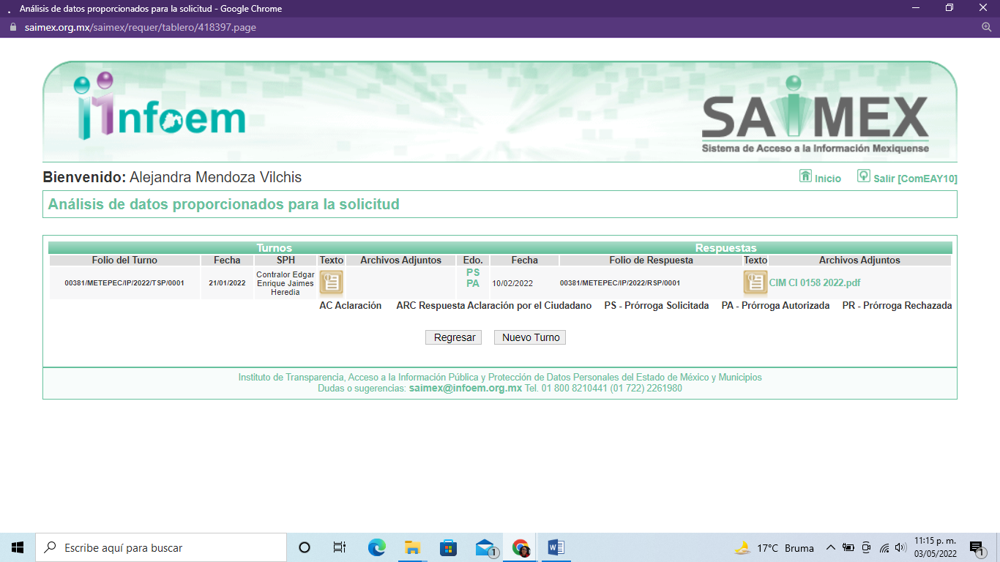 Análisis de datos proporcionados para la solicitud - Google Chrome
saimex.org.mx/saimex/requer/tablero/418397.page
infoem
SAIMEX
Sistema de Acceso a la Información Mexiquense
Bienvenido: Alejandra Mendoza Vilchis
Inicio Salir [ComEAY10]
Análisis de datos proporcionados para la solicitud
Turnos Respuestas
Folio del Turno Fecha SPH Texto Archivos Adjuntos Edo. Fecha Folio de Respuesta Texto Archivos Adjuntos
00381/METEPEC/IP/2022/TSP/0001 21/01/2022 Contralor Edgar Enrique Jaimes Heredia PS PA 10/02/2022 00381/METEPEC/IP/2022/RSP/0001 CIM CI 0158 2022.pdf
AC Aclaración ARC Respuesta Aclaración por el Ciudadano PS - Prórroga Solicitada PA - Prórroga Autorizada PR - Prórroga Rechazada
Regresar Nuevo Turno
Instituto de Transparencia, Acceso a la Información Pública y Protección de Datos Personales del Estado de México y Municipios
Dudas o sugerencias: saimex@infoem.org.mx Tel. 01 800 8210441 (01 722) 2261980
Escribe aquí para buscar
1
17°C Bruma
11:15 p. m.
03/05/2022
1